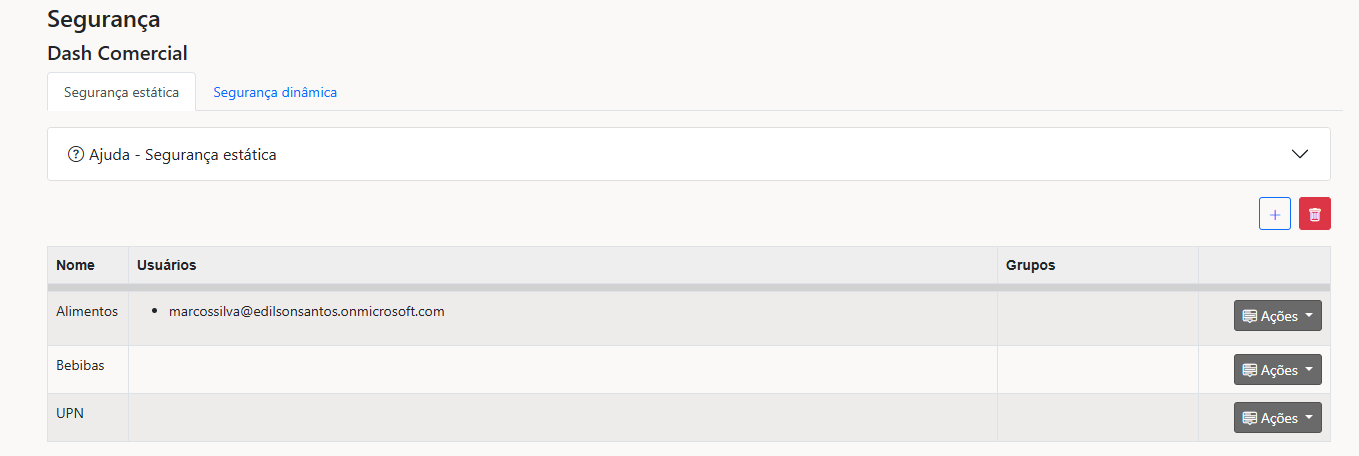 Segurança
Dash Comercial
Segurança estática Segurança dinâmica
Ajuda - Segurança estática
Nome Usuários Grupos
Alimentos • marcossilva@edilsonsantos.onmicrosoft.com Ações
Bebibas Ações
UPN Ações